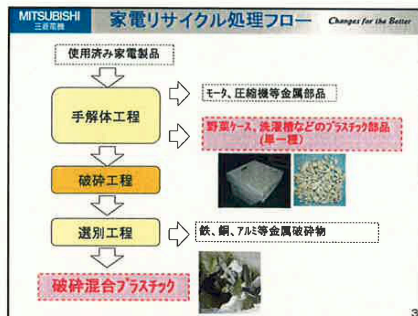 MITSUBISHI
三菱電機
家電リサイクル処理フロー
Changes for the Better
使用済み家電製品
手解体工程
モータ、圧縮機等金属部品
野菜ケース、洗濯槽などのプラスチック部品
(単一種)
破砕工程
選別工程
鉄、銅、アルミ等金属破砕物
破砕混合プラスチック
3